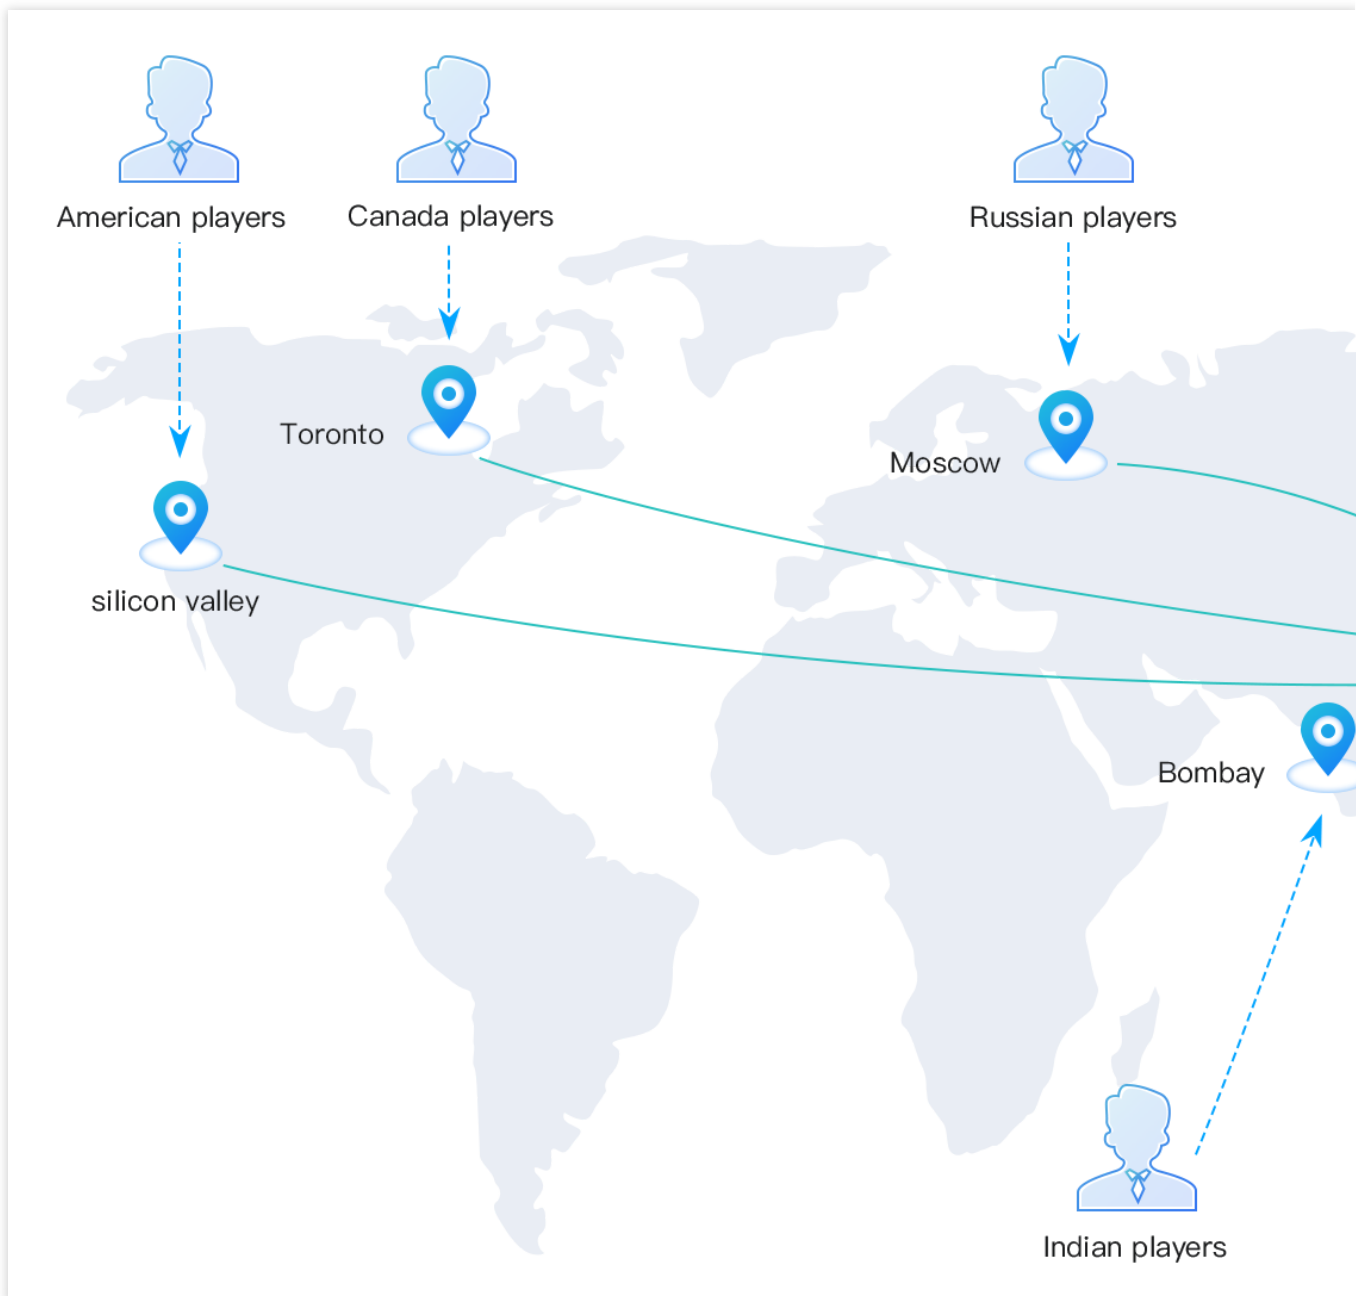 American players
Canada players
Russian players
Toronto
Moscow
silicon valley
Bombay
Indian players